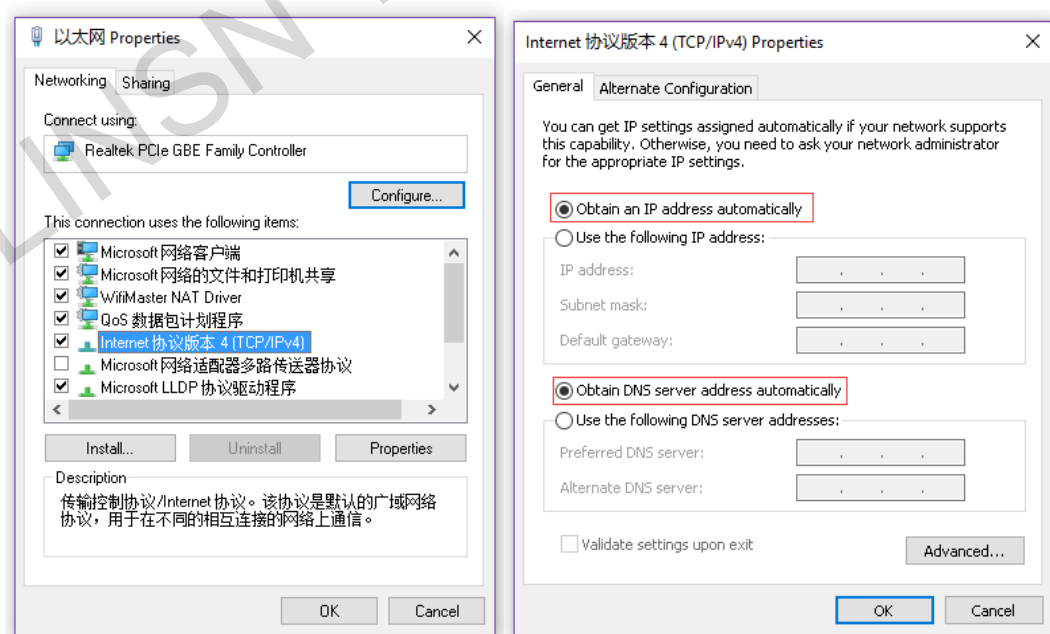 以太网 Properties
Networking
Sharing
Connect using:
Realtek PCIe GBE Family Controller
Configure...
This connection uses the following items:
Microsoft 网络客户端
Microsoft 网络的文件和打印机共享
WifiMaster NAT Driver
QoS 数据包计划程序
Internet 协议版本 4 (TCP/IPv4)
Microsoft 网络适配器多路传送器协议
Microsoft LLDP 协议驱动程序
Install...
Uninstall
Properties
Description
传输控制协议/Internet 协议。该协议是默认的广域网络
协议，用于在不同的相互连接的网络上通信。
OK
Cancel
Internet 协议版本 4 (TCP/IPv4) Properties
General
Alternate Configuration
You can get IP settings assigned automatically if your network supports
this capability. Otherwise, you need to ask your network administrator
for the appropriate IP settings.
Obtain an IP address automatically
Use the following IP address:
IP address:
Subnet mask:
Default gateway:
Obtain DNS server address automatically
Use the following DNS server addresses:
Preferred DNS server:
Alternate DNS server:
Validate settings upon exit
Advanced...
OK
Cancel
LINSN